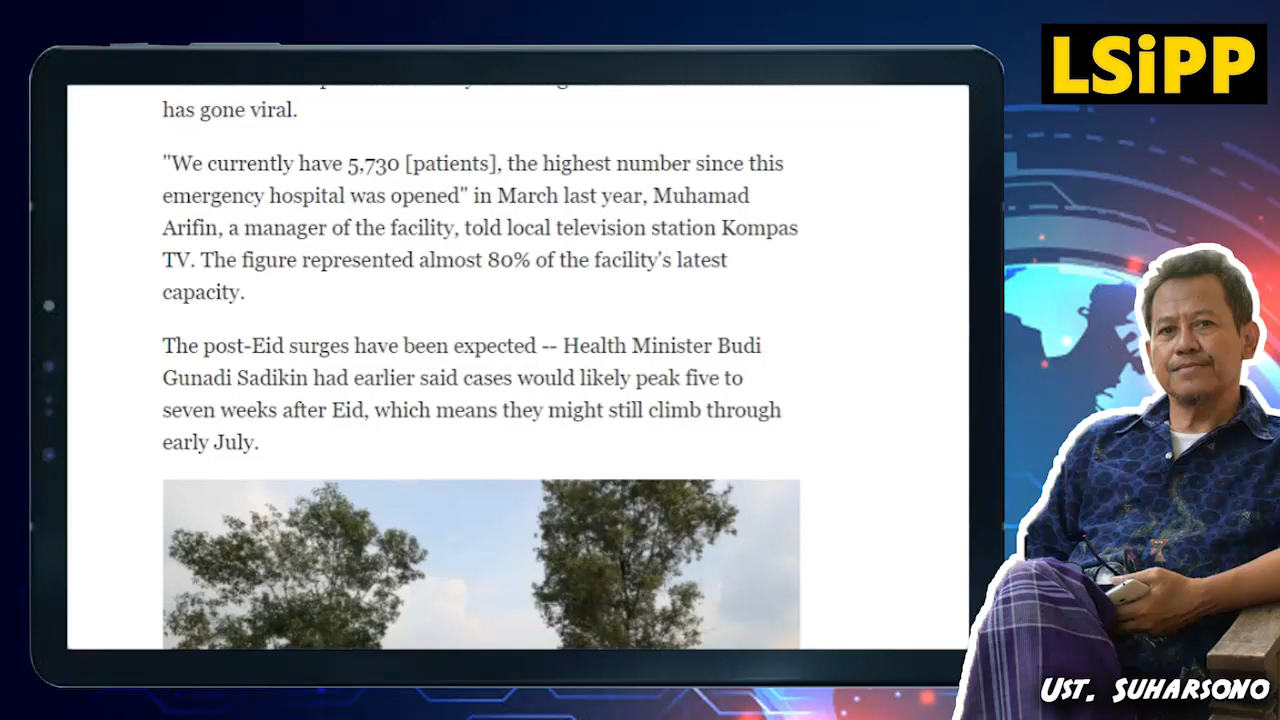 LSiPP
has gone viral.
"We currently have 5,730 [patients], the highest number since this
emergency hospital was opened" in March last year, Muhamad
Arifin, a manager of the facility, told local television station Kompas
TV. The figure represented almost 80% of the facility's latest
capacity.
The post-Eid surges have been expected -- Health Minister Budi
Gunadi Sadikin had earlier said cases would likely peak five to
seven weeks after Eid, which means they might still climb through
early July.
UST. SUHARSONO